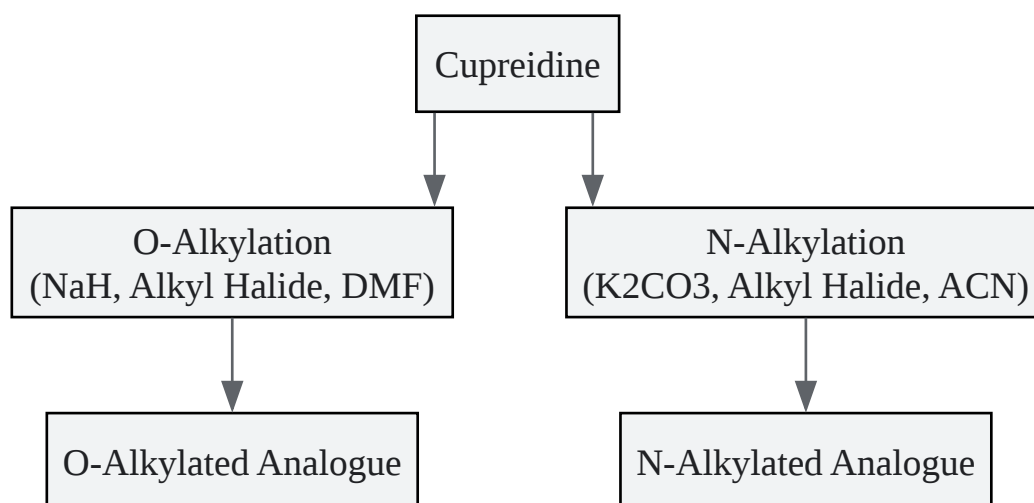 Cupreidine
O-Alkylation
(NaH, Alkyl Halide, DMF)
N-Alkylation
(K2CO3, Alkyl Halide, ACN)
O-Alkylated Analogue
N-Alkylated Analogue